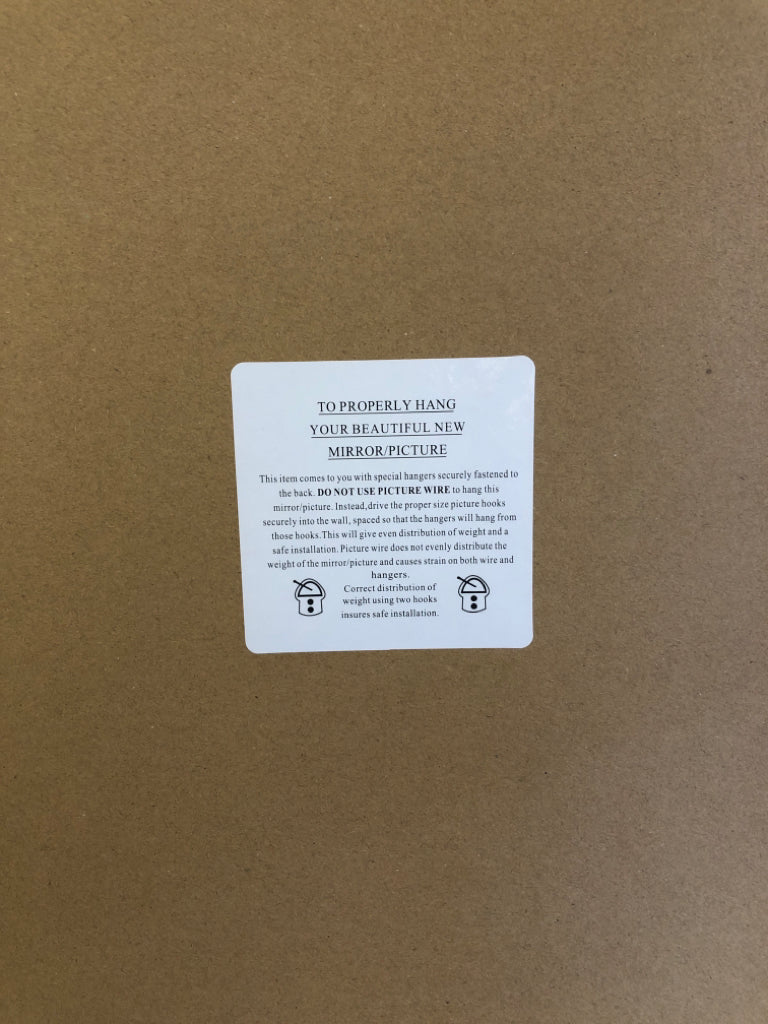 TO PROPERLY HANG
YOUR BEAUTIFUL NEW
MIRROR/PICTURE
This item comes to you with special hangers securely fastened to
the back. DO NOT USE PICTURE WIRE to hang this
mirror/picture. Instead,drive the proper size picture hooks
securely into the wall, spaced so that the hangers will hang from
those hooks.This will give even distribution of weight and a
safe installation. Picture wire does not evenly distribute the
weight of the mirror/picture and causes strain on both wire and
hangers.
Correct distribution of
weight using two hooks
insures safe installation.